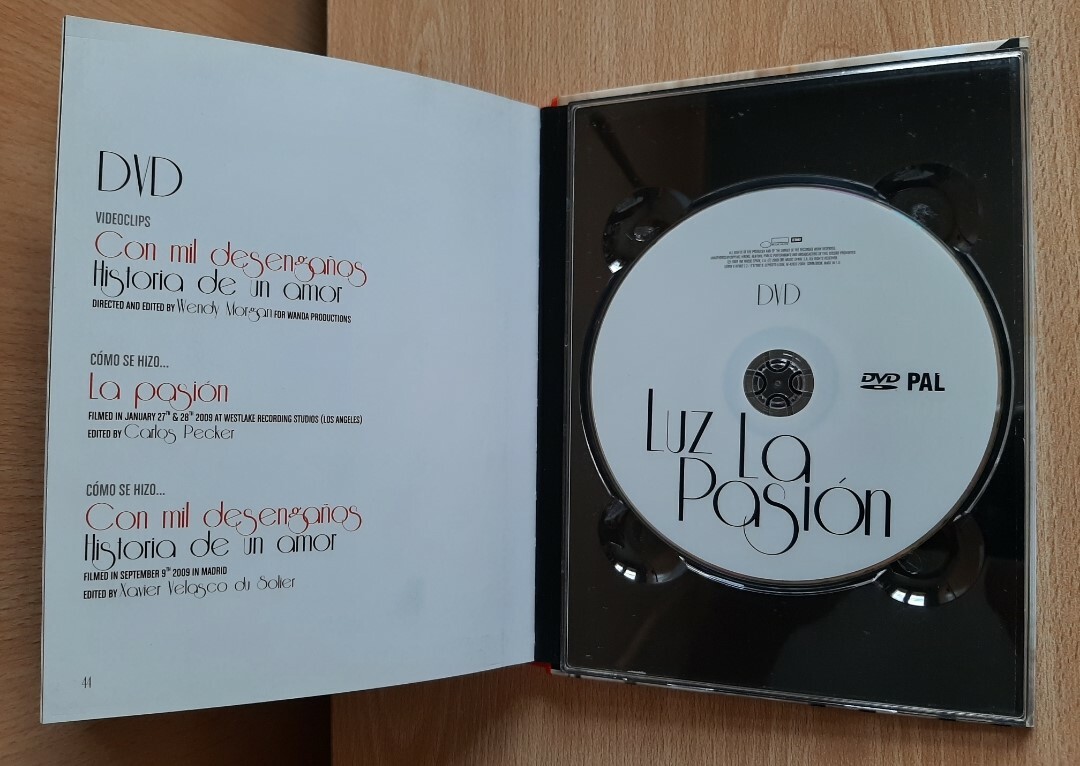 DVD
VIDEOCLIPS
Con mil desengaños
Historia de un amor
DIRECTED AND EDITED BY Wendy Morgan FOR WANDA PRODUCTIONS
CÓMO SE HIZO...
La pasión
FILMED IN JANUARY 27TH & 28TH 2009 AT WESTLAKE RECORDING STUDIOS (LOS ANGELES)
EDITED BY Carlos Pecker
CÓMO SE HIZO...
Con mil desengaños
Historia de un amor
FILMED IN SEPTEMBER 9TH 2009 IN MADRID
EDITED BY Xavier Velasco du Solier
44
EMI
DVD
DVD PAL
Luz La
Pasión